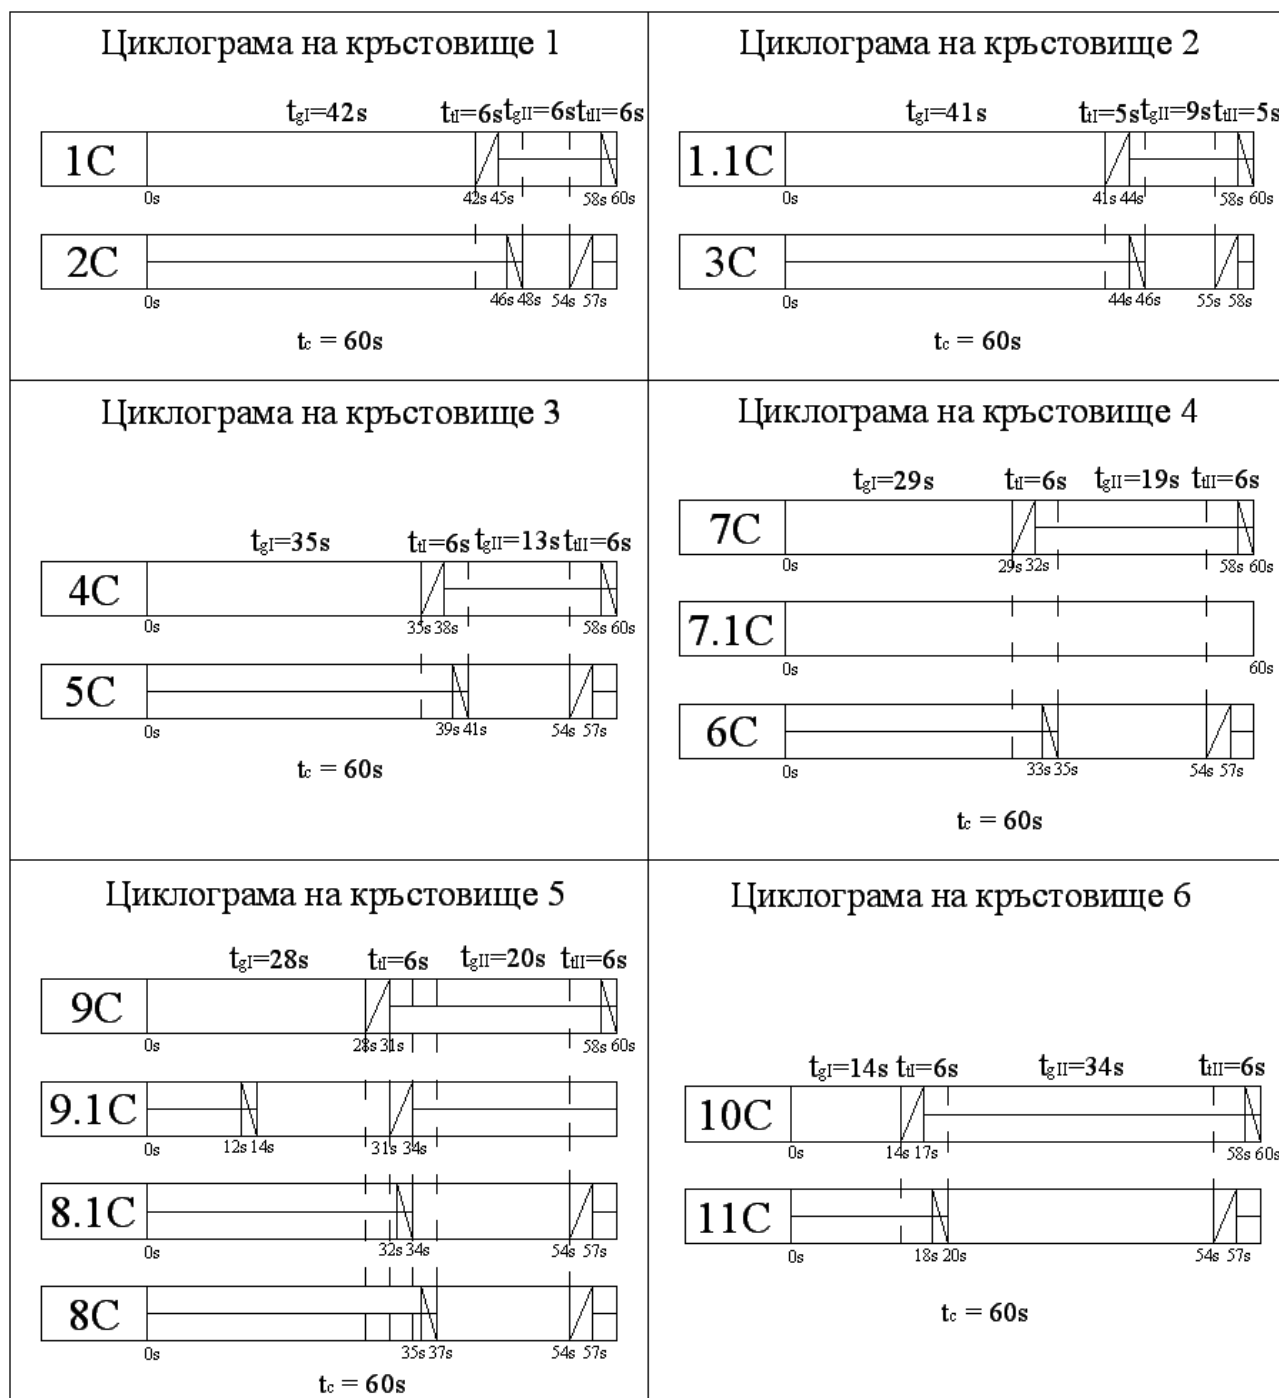 Циклограма на кръстовище 1
tgI=42s ttI=6s tgII=6s ttII=6s
1C
0s 42s 45s 58s 60s
2C
0s 46s 48s 54s 57s
tc = 60s
Циклограма на кръстовище 2
tgI=41s ttI=5s tgII=9s ttII=5s
1.1C
0s 41s 44s 58s 60s
3C
0s 44s 46s 55s 58s
tc = 60s
Циклограма на кръстовище 3
tgI=35s ttI=6s tgII=13s ttII=6s
4C
0s 35s 38s 58s 60s
5C
0s 39s 41s 54s 57s
tc = 60s
Циклограма на кръстовище 4
tgI=29s ttI=6s tgII=19s ttII=6s
7C
0s 29s 32s 58s 60s
7.1C
0s 60s
6C
0s 33s 35s 54s 57s
tc = 60s
Циклограма на кръстовище 5
tgI=28s ttI=6s tgII=20s ttII=6s
9C
0s 28s 31s 58s 60s
9.1C
0s 12s 14s 31s 34s
8.1C
0s 32s 34s 54s 57s
8C
0s 35s 37s 54s 57s
tc = 60s
Циклограма на кръстовище 6
tgI=14s ttI=6s tgII=34s ttII=6s
10C
0s 14s 17s 58s 60s
11C
0s 18s 20s 54s 57s
tc = 60s